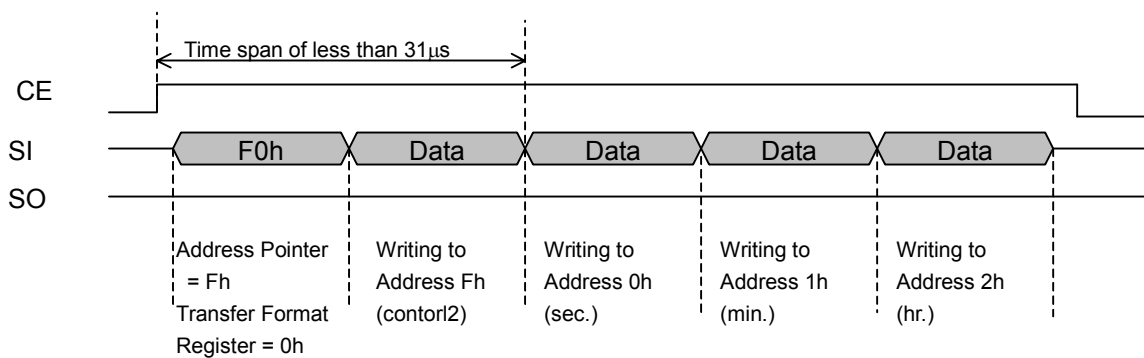 Time span of less than 31μs
CE
SI
F0h
Data
Data
Data
Data
SO
Address Pointer
= Fh
Transfer Format
Register = 0h
Writing to
Address Fh
(contorl2)
Writing to
Address 0h
(sec.)
Writing to
Address 1h
(min.)
Writing to
Address 2h
(hr.)